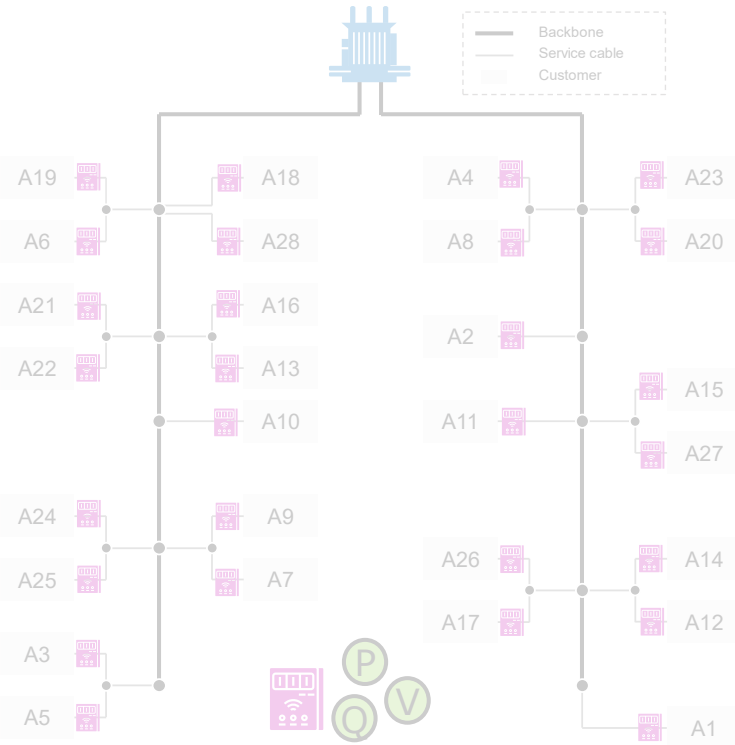 Backbone
Service cable
Customer
A19
A18
A4
A23
A6
A28
A8
A20
A21
A16
A2
A22
A13
A15
A10
A11
A27
A24
A9
A26
A14
A25
A7
A17
A12
A3
P
V
Q
A5
A1